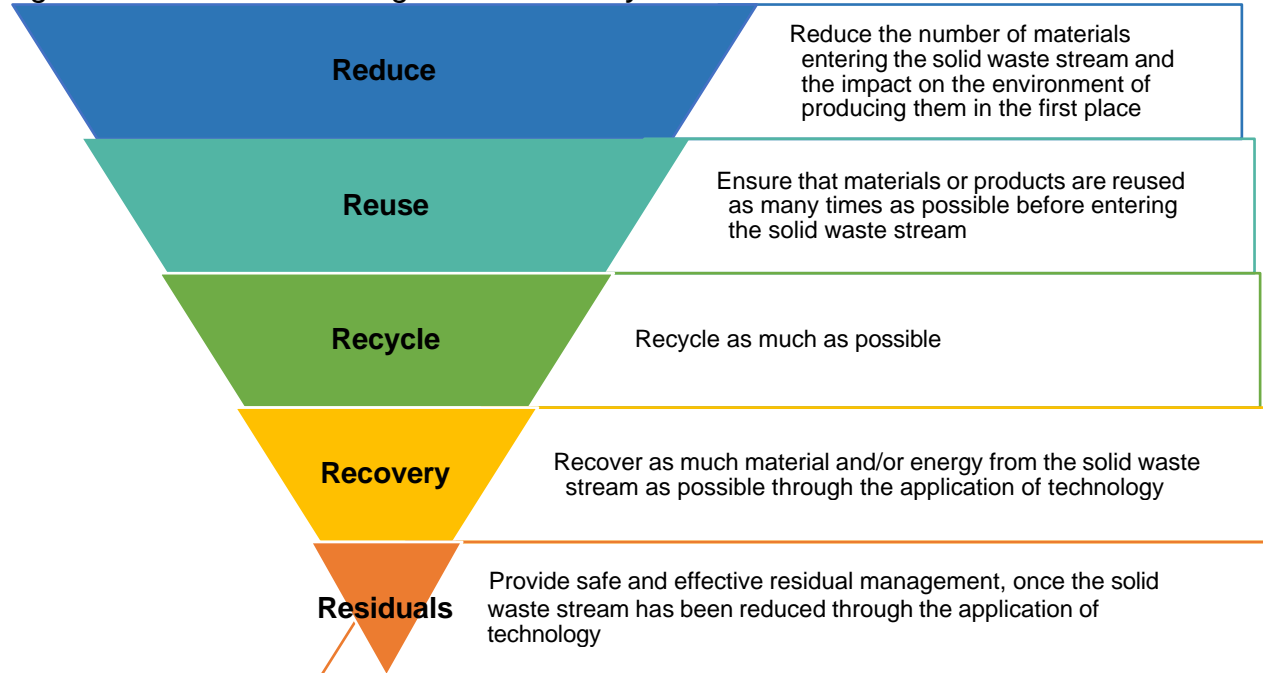 Reduce
Reduce the number of materials
entering the solid waste stream and
the impact on the environment of
producing them in the first place
Reuse
Ensure that materials or products are reused
as many times as possible before entering
the solid waste stream
Recycle
Recycle as much as possible
Recovery
Recover as much material and/or energy from the solid waste
stream as possible through the application of technology
Residuals
Provide safe and effective residual management, once the solid
waste stream has been reduced through the application of
technology